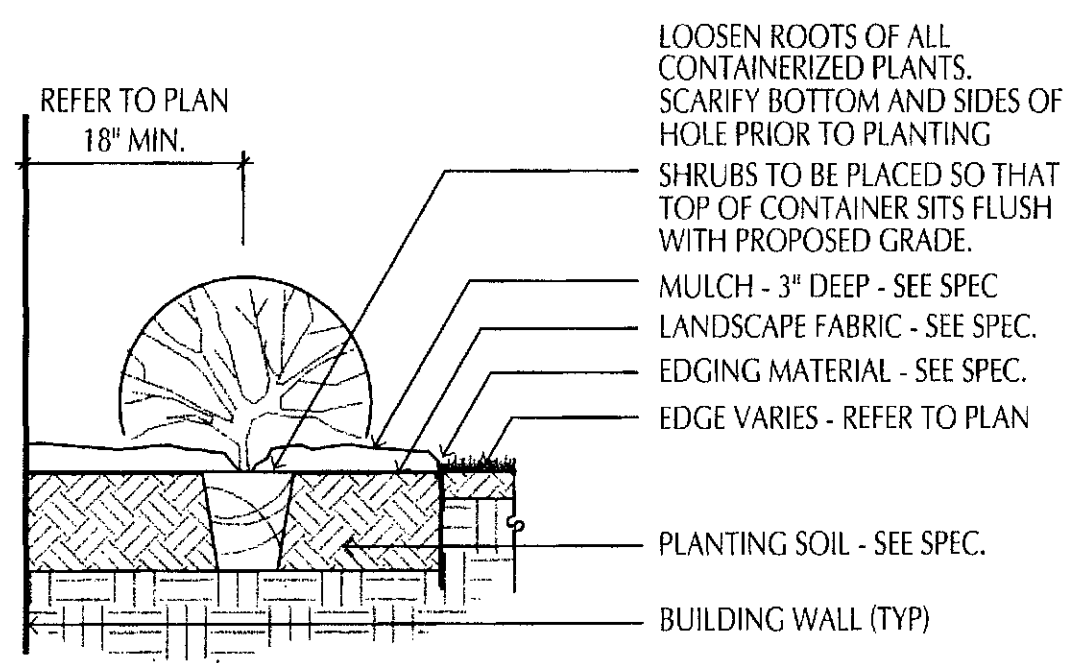 LOOSEN ROOTS OF ALL
CONTAINERIZED PLANTS.
SCARIFY BOTTOM AND SIDES OF
HOLE PRIOR TO PLANTING
REFER TO PLAN
18" MIN.
SHRUBS TO BE PLACED SO THAT
TOP OF CONTAINER SITS FLUSH
WITH PROPOSED GRADE.
MULCH - 3" DEEP - SEE SPEC
LANDSCAPE FABRIC - SEE SPEC.
EDGING MATERIAL - SEE SPEC.
EDGE VARIES - REFER TO PLAN
PLANTING SOIL - SEE SPEC.
BUILDING WALL (TYP)